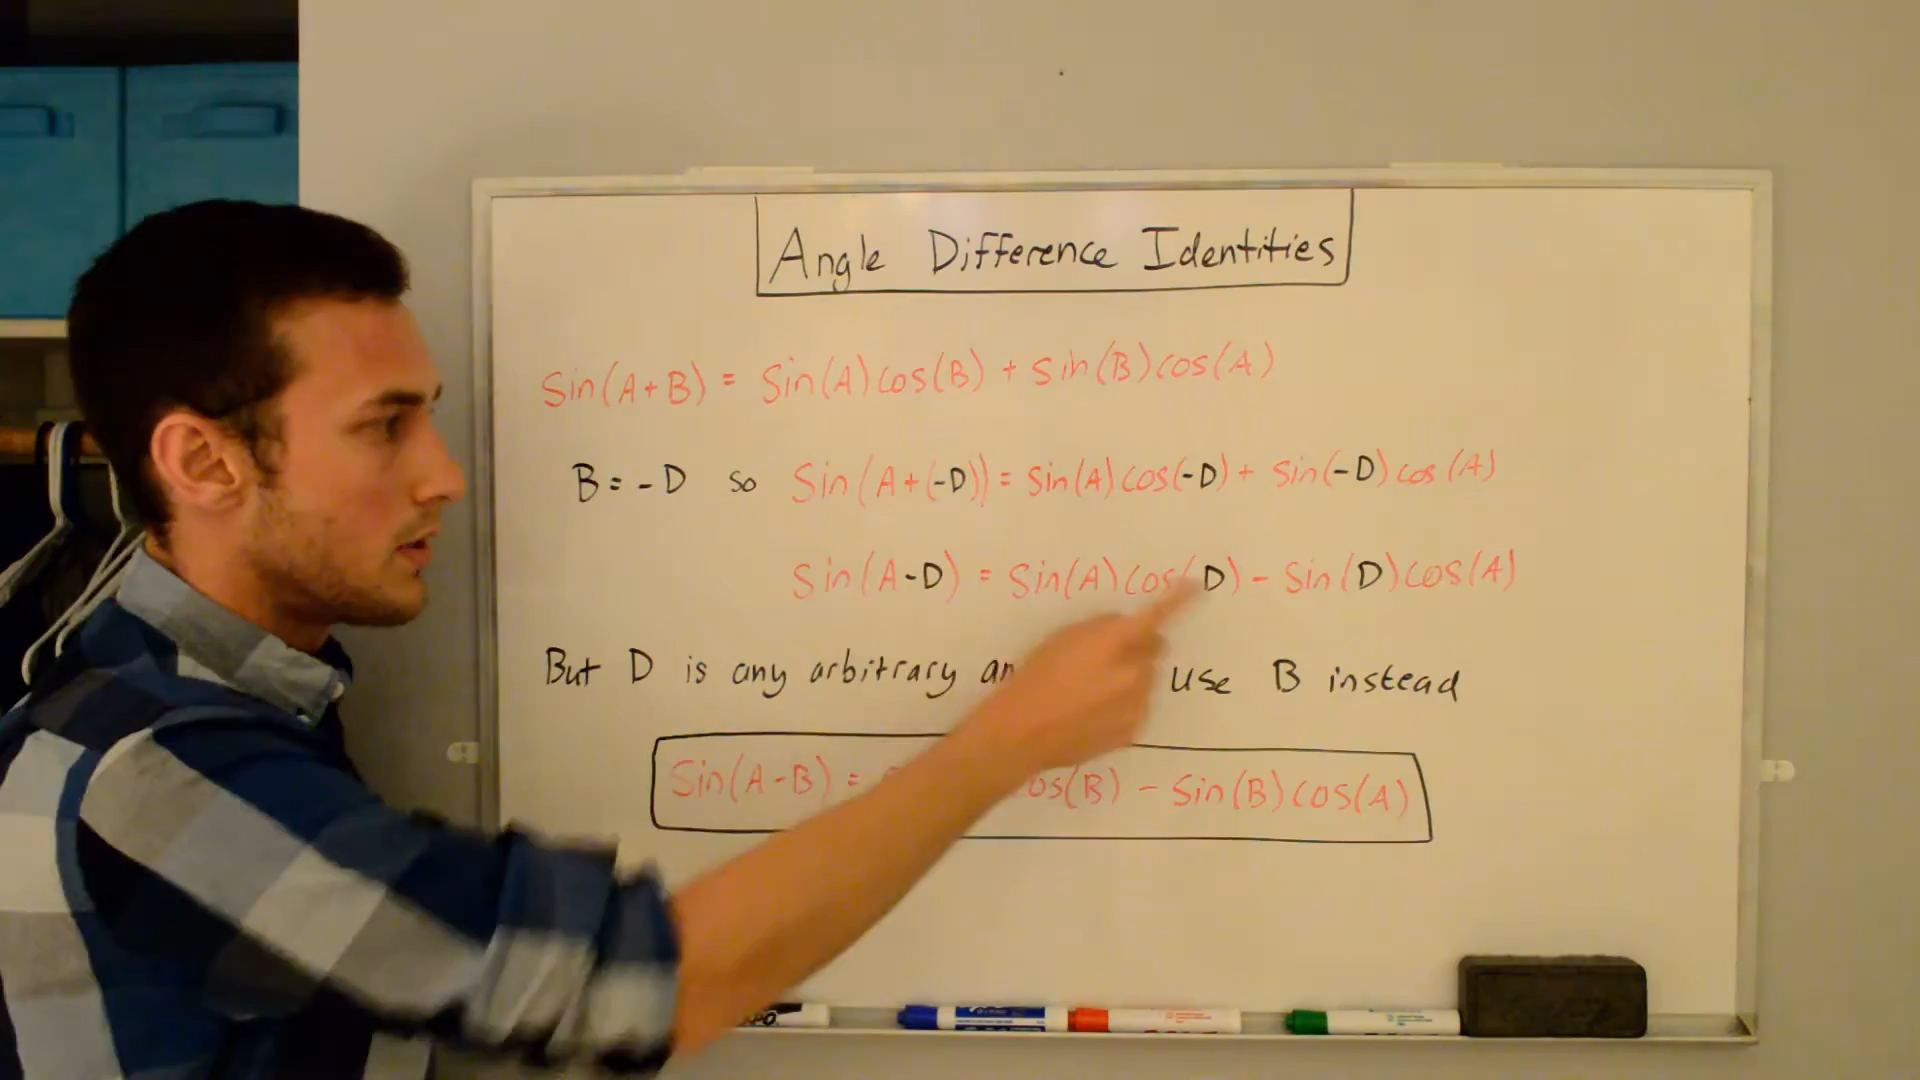 Angle Difference Identities
Sin(A+B) = Sin(A)cos(B) + sin(B)cos(A)
B = -D so Sin(A+(-D)) = Sin(A)cos(-D) + sin(-D)cos(A)
Sin(A-D) = Sin(A)cos(D) - Sin(D)cos(A)
But D is any arbitrary use B instead
Sin(A-B) = cos(B) - Sin(B)cos(A)